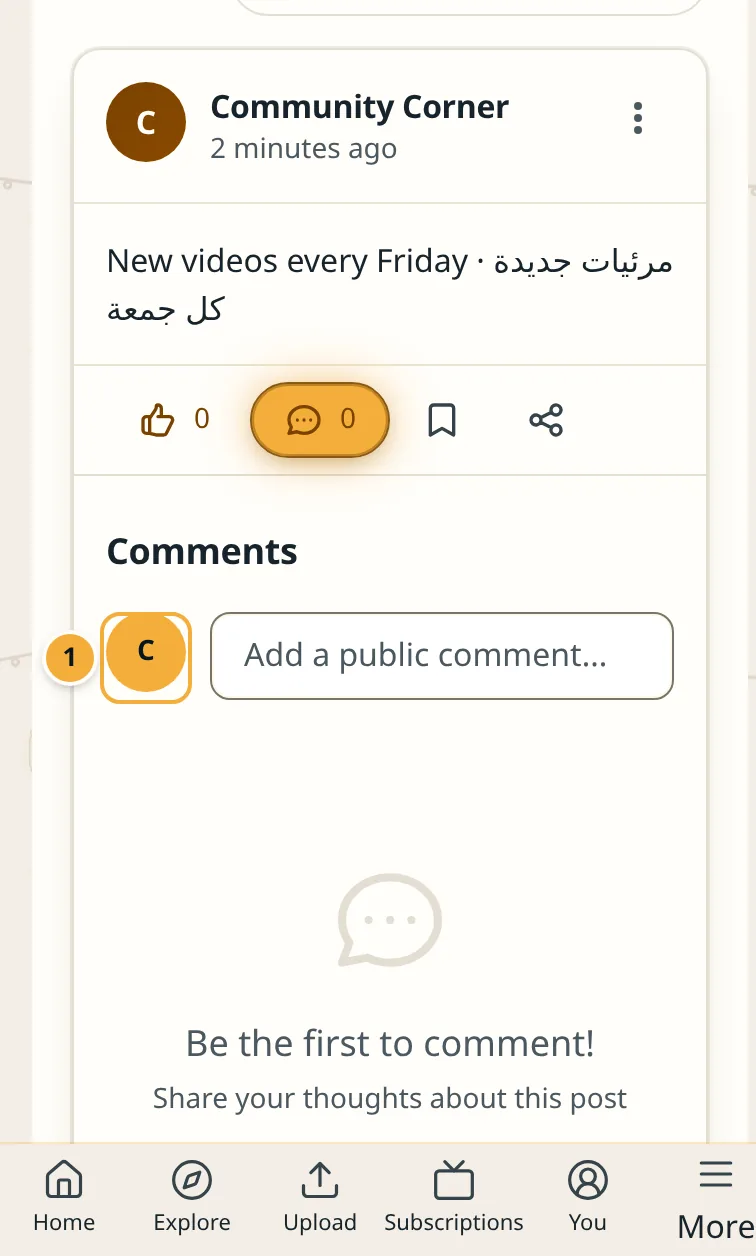 C
Community Corner
2 minutes ago
New videos every Friday · مرئيات جديدة
كل جمعة
0
0
Comments
1
C
Add a public comment...
Be the first to comment!
Share your thoughts about this post
Home
Explore
Upload
Subscriptions
You
More